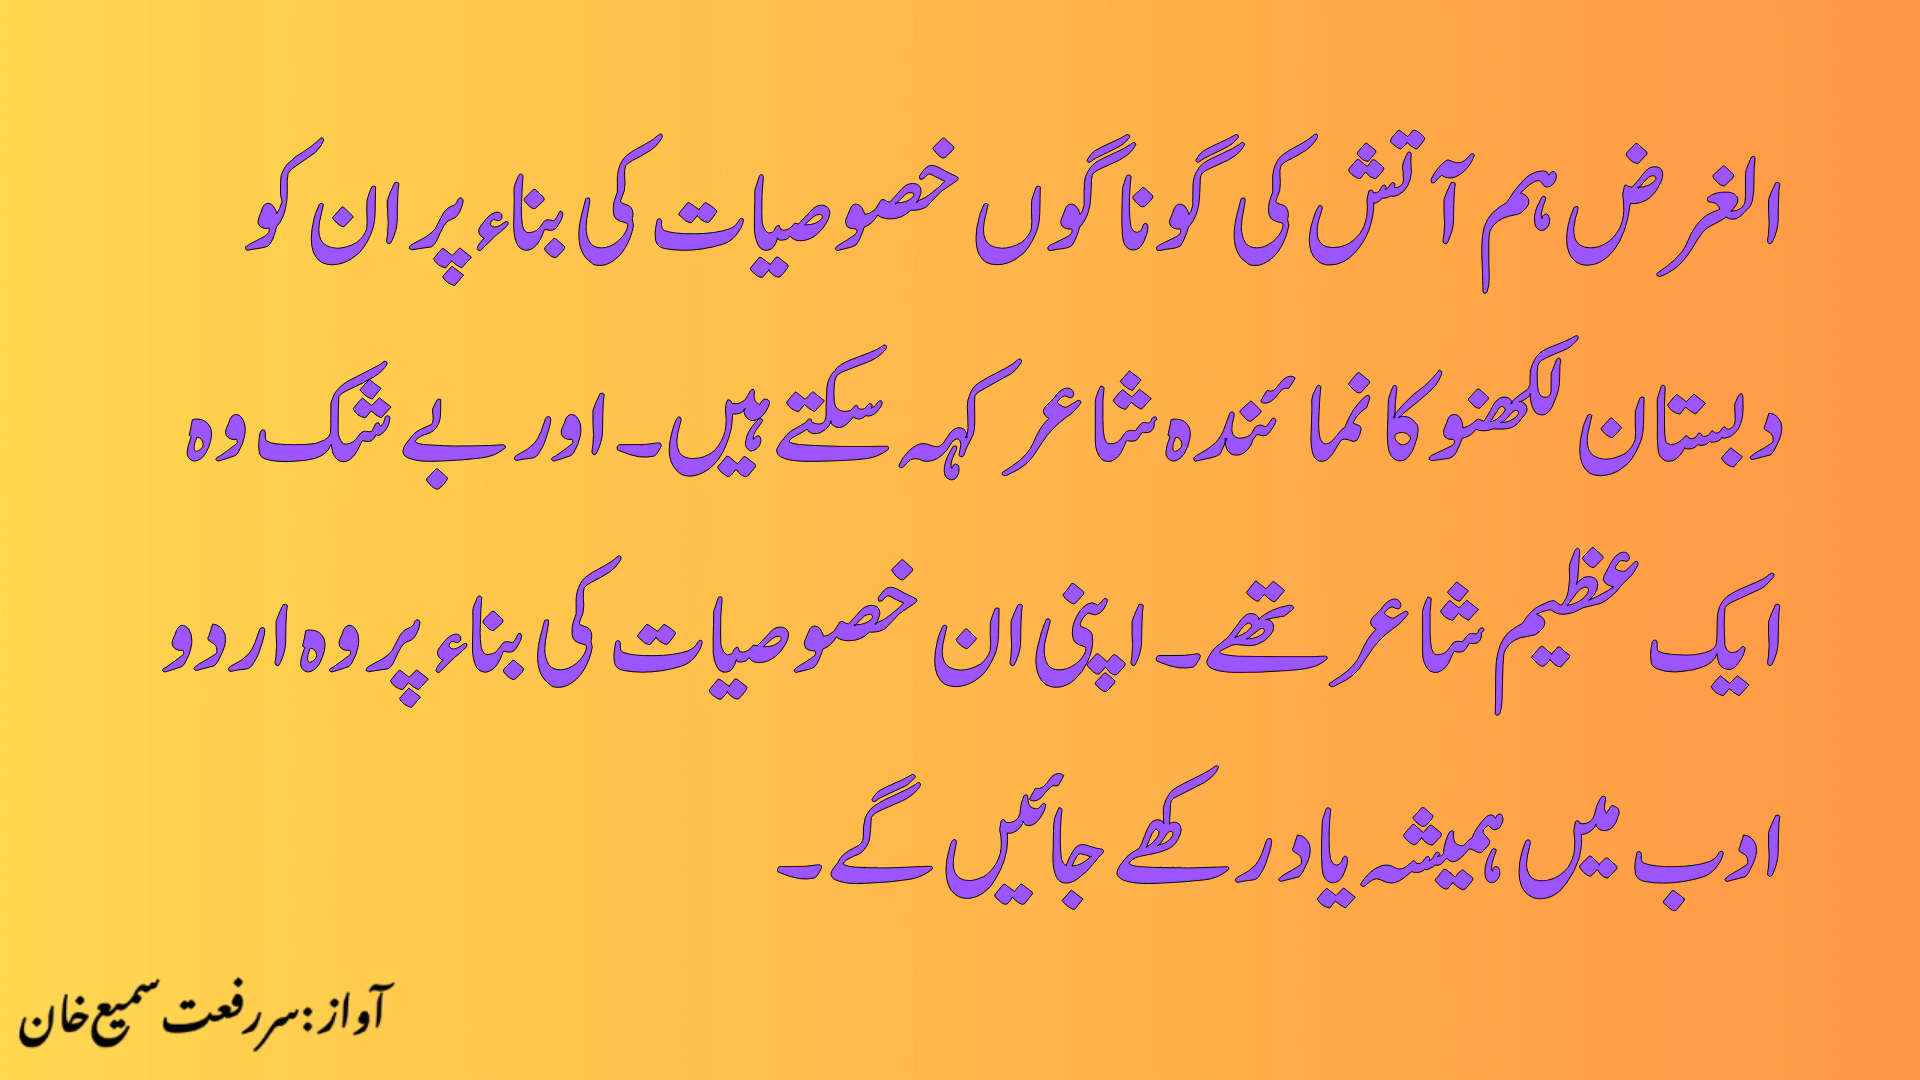 الغرض ہم آتش کی گوناگوں خصوصیات کی بناء پر ان کو
دبستان لکھنو کا نمائندہ شاعر کہہ سکتے ہیں۔ اور بے شک وہ
ایک عظیم شاعر تھے۔ اپنی ان خصوصیات کی بناء پر وہ اردو
ادب میں ہمیشہ یاد رکھے جائیں گے۔
آواز: سر رفعت سمیع خان